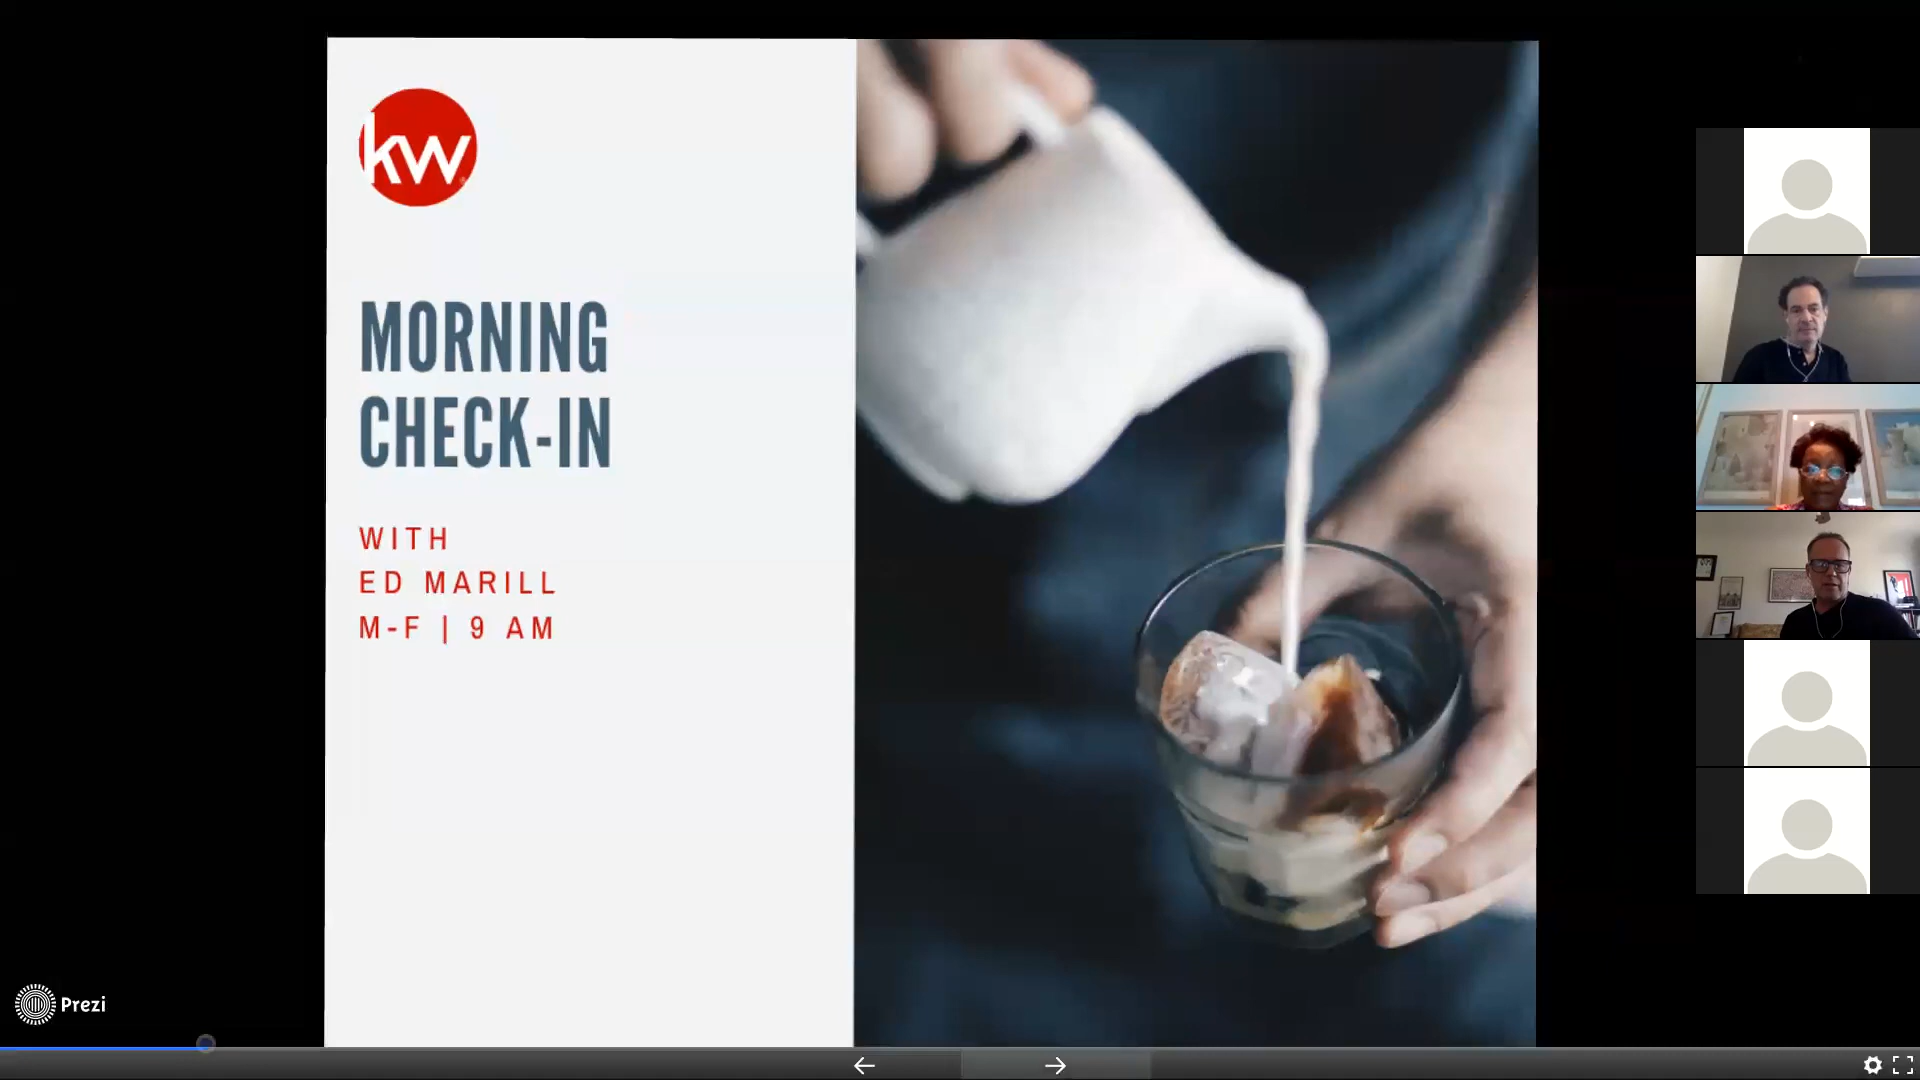 kw
MORNING
CHECK-IN
WITH
ED MARILL
M-F | 9 AM
Prezi